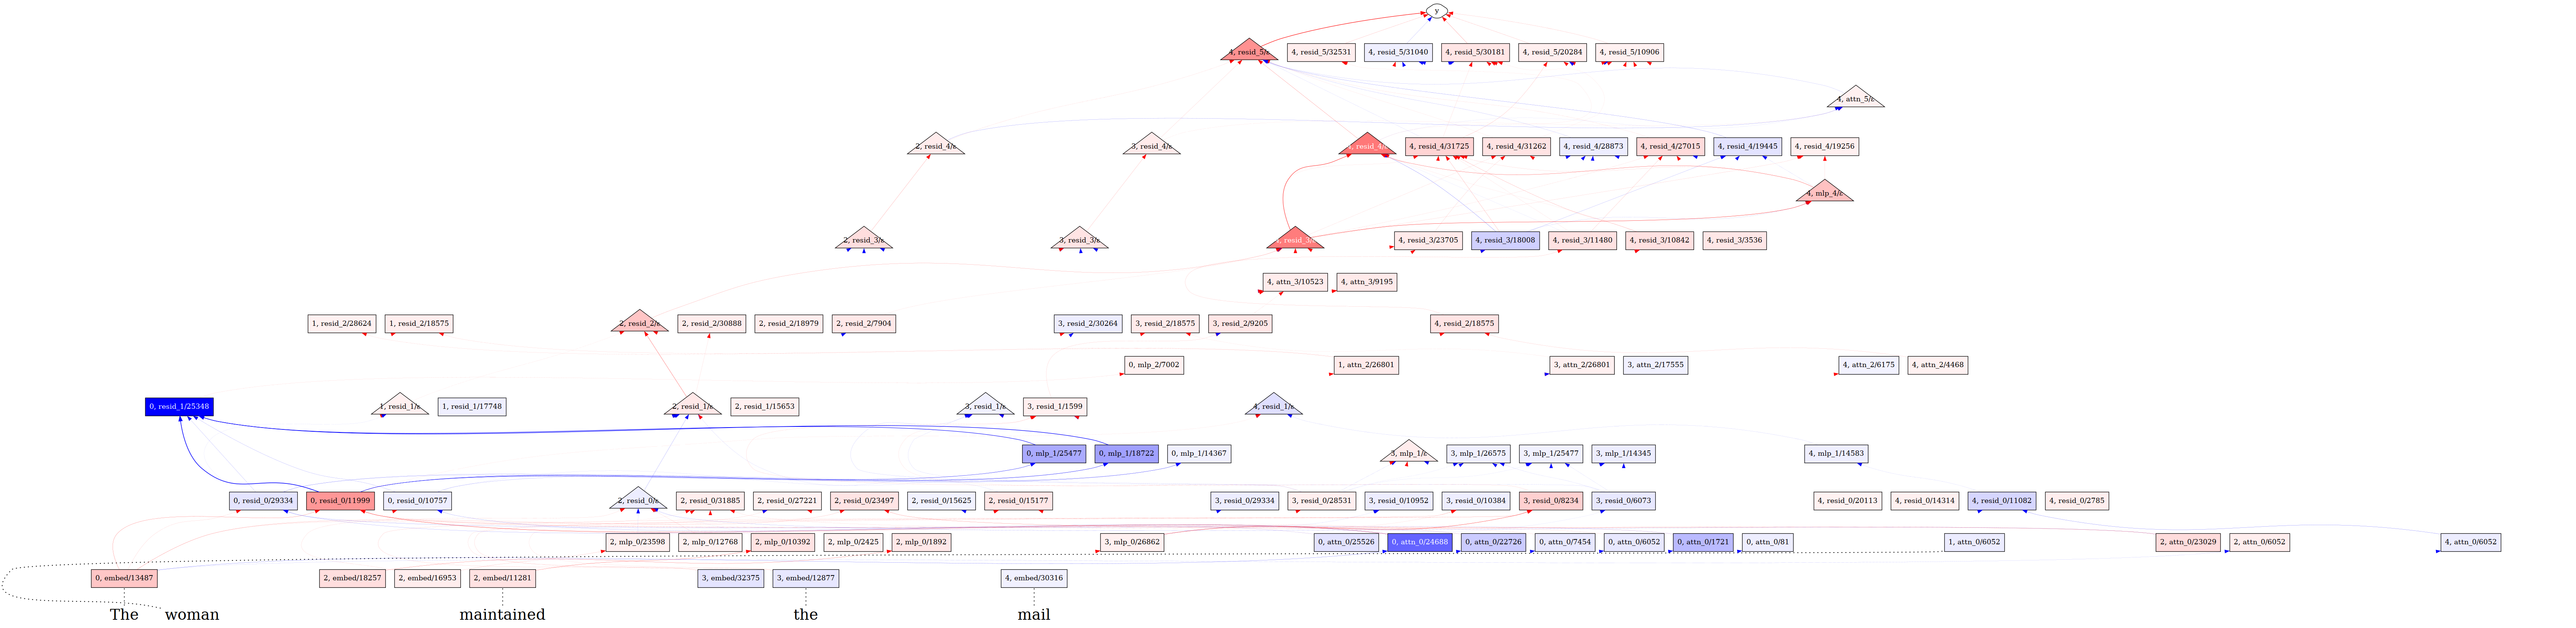 y
4, resid_5/ε 4, resid_5/32531 4, resid_5/31040 4, resid_5/30181 4, resid_5/20284 4, resid_5/10906
4, attn_5/ε
2, resid_4/ε 3, resid_4/ε 4, resid_4/ε 4, resid_4/31725 4, resid_4/31262 4, resid_4/28873 4, resid_4/27015 4, resid_4/19445 4, resid_4/19256
4, mlp_4/ε
2, resid_3/ε 3, resid_3/ε 4, resid_3/ε 4, resid_3/23705 4, resid_3/18008 4, resid_3/11480 4, resid_3/10842 4, resid_3/3536
4, attn_3/10523 4, attn_3/9195
1, resid_2/28624 1, resid_2/18575 2, resid_2/ε 2, resid_2/30888 2, resid_2/18979 2, resid_2/7904 3, resid_2/30264 3, resid_2/18575 3, resid_2/9205 4, resid_2/18575
0, mlp_2/7002 1, attn_2/26801 3, attn_2/26801 3, attn_2/17555 4, attn_2/6175 4, attn_2/4468
0, resid_1/25348 1, resid_1/ε 1, resid_1/17748 2, resid_1/ε 2, resid_1/15653 3, resid_1/ε 3, resid_1/1599 4, resid_1/ε
0, mlp_1/25477 0, mlp_1/18722 0, mlp_1/14367 3, mlp_1/ε 3, mlp_1/26575 3, mlp_1/25477 3, mlp_1/14345 4, mlp_1/14583
0, resid_0/29334 0, resid_0/11999 0, resid_0/10757 2, resid_0/ε 2, resid_0/31885 2, resid_0/27221 2, resid_0/23497 2, resid_0/15625 2, resid_0/15177 3, resid_0/29334 3, resid_0/28531 3, resid_0/10952 3, resid_0/10384 3, resid_0/8234 3, resid_0/6073 4, resid_0/20113 4, resid_0/14314 4, resid_0/11082 4, resid_0/2785
2, mlp_0/23598 2, mlp_0/12768 2, mlp_0/10392 2, mlp_0/2425 2, mlp_0/1892 3, mlp_0/26862 0, attn_0/25526 0, attn_0/24688 0, attn_0/22726 0, attn_0/7454 0, attn_0/6052 0, attn_0/1721 0, attn_0/81 1, attn_0/6052 2, attn_0/23029 2, attn_0/6052 4, attn_0/6052
0, embed/13487 2, embed/18257 2, embed/16953 2, embed/11281 3, embed/32375 3, embed/12877 4, embed/30316
The woman maintained the mail